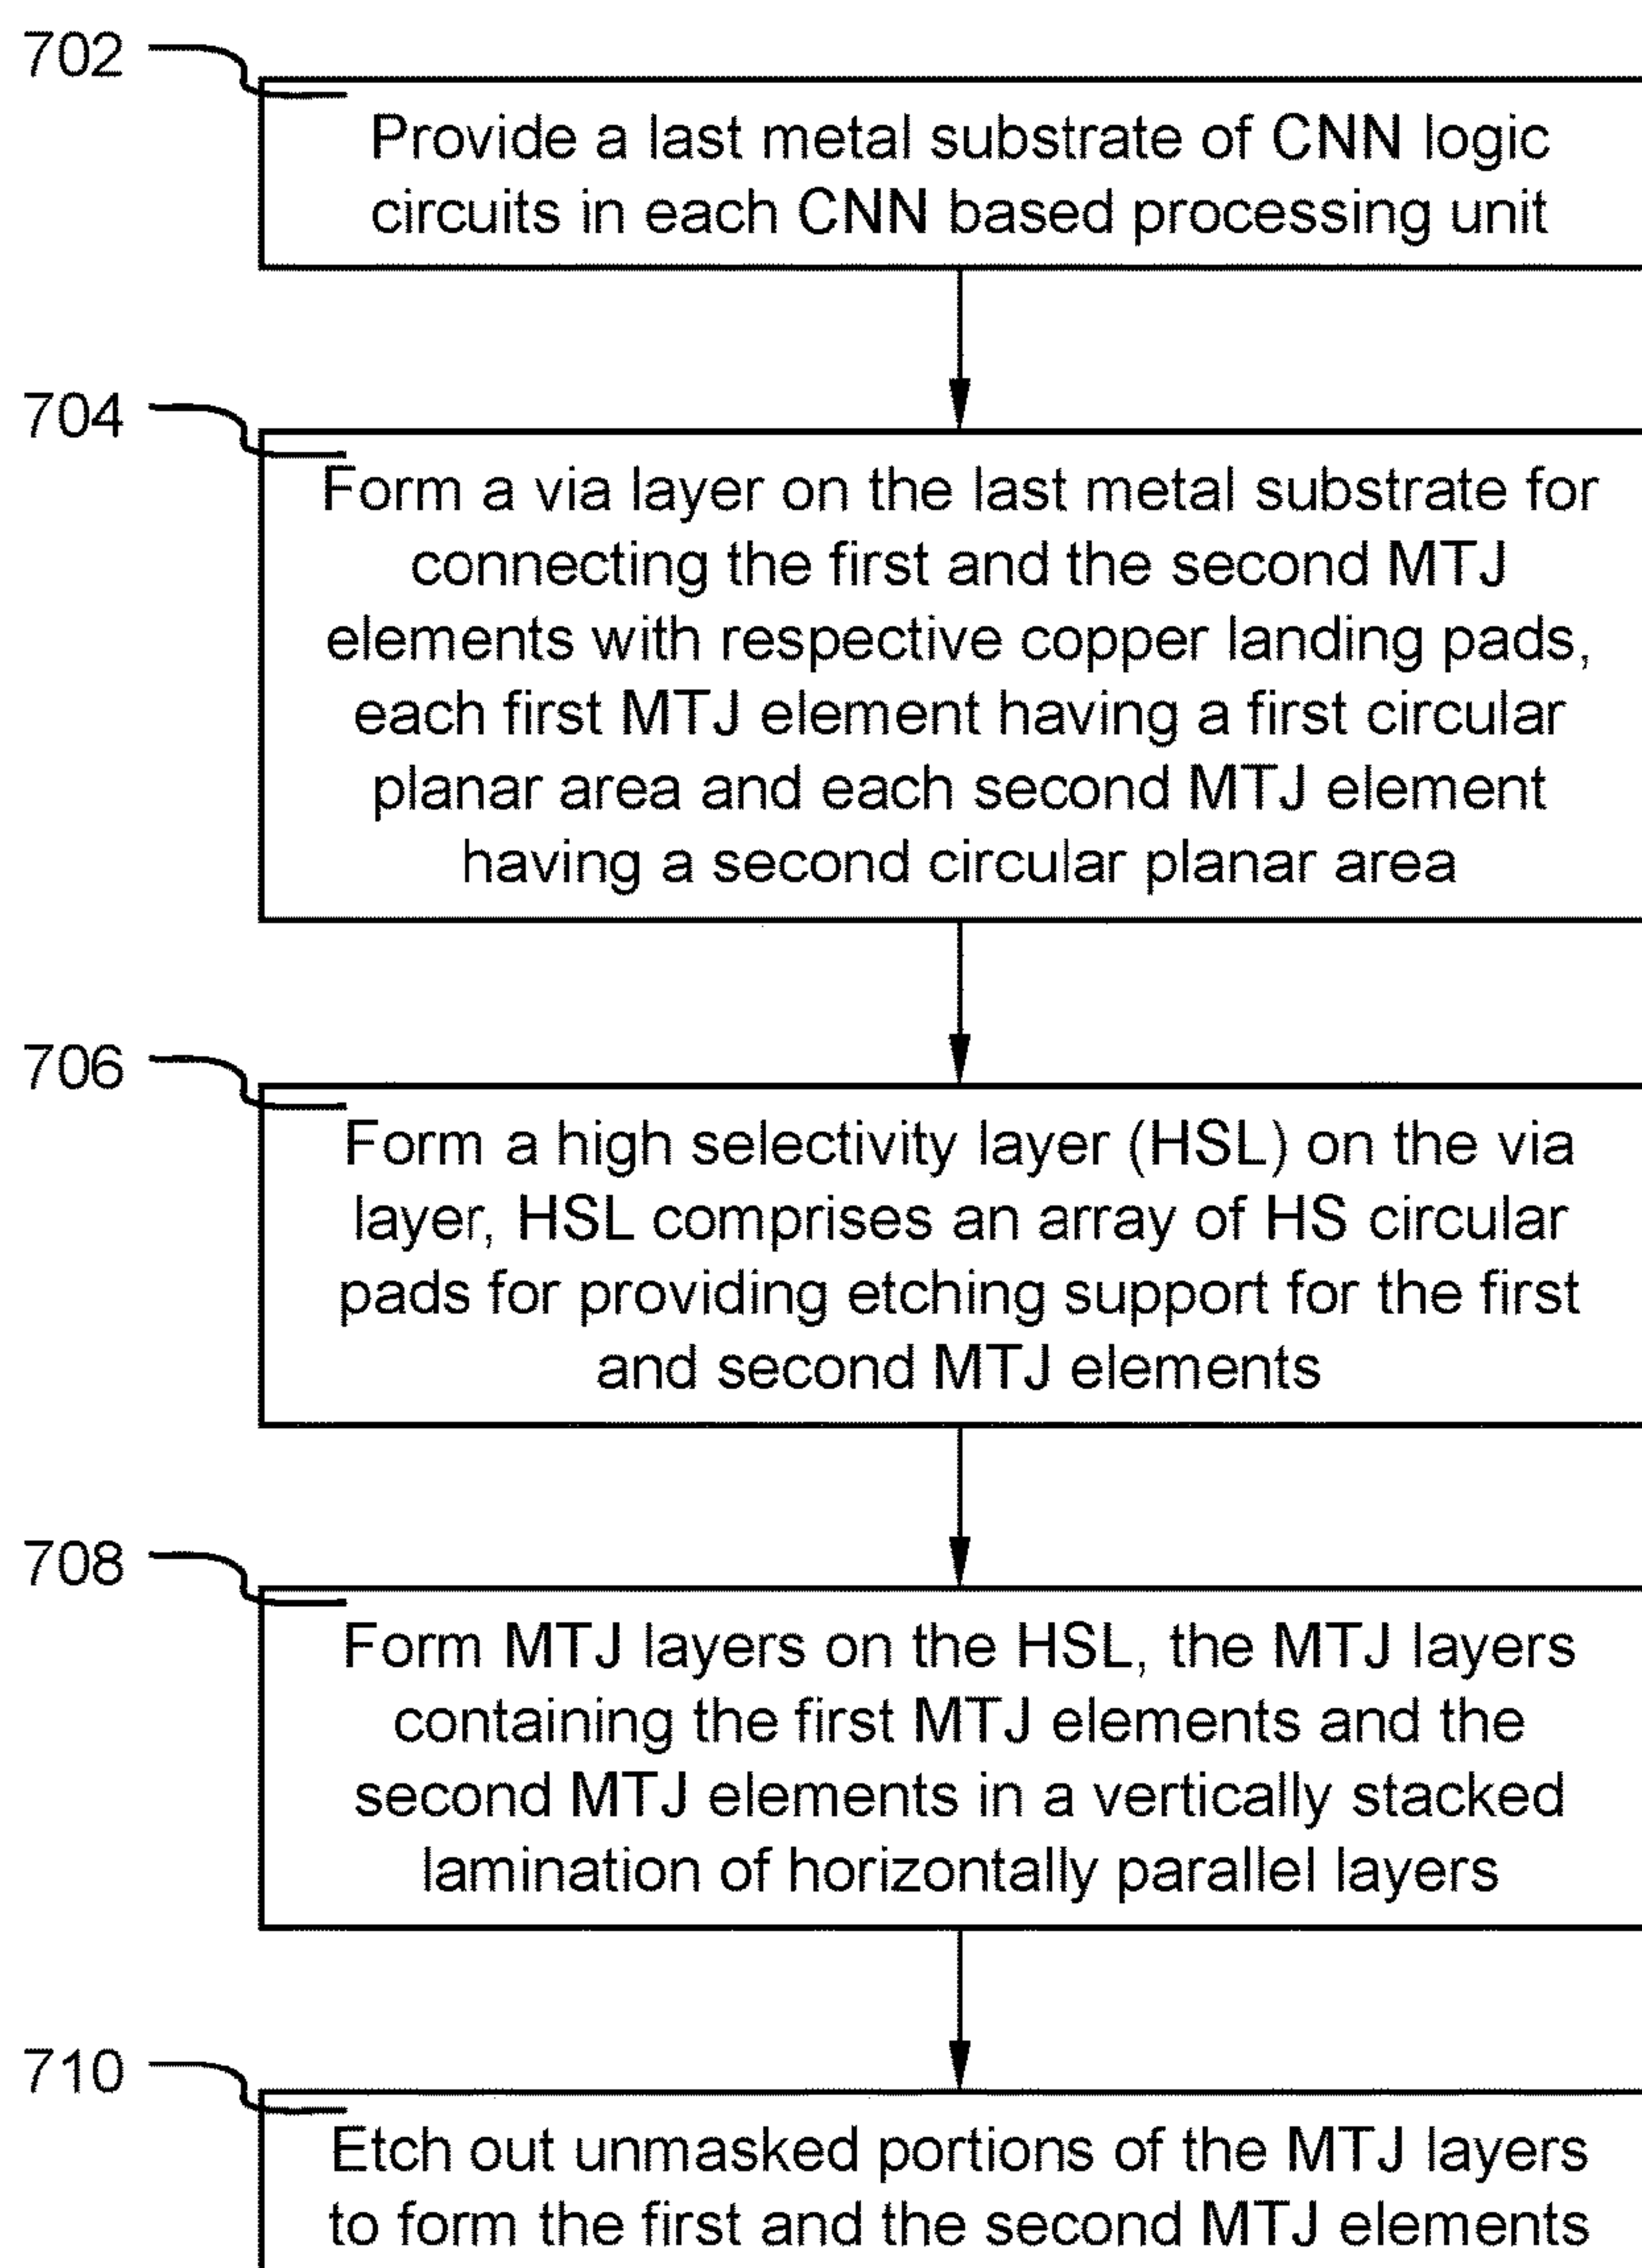 702
Provide a last metal substrate of CNN logic
circuits in each CNN based processing unit
704
Form a via layer on the last metal substrate for
connecting the first and the second MTJ
elements with respective copper landing pads,
each first MTJ element having a first circular
planar area and each second MTJ element
having a second circular planar area
706
Form a high selectivity layer (HSL) on the via
layer, HSL comprises an array of HS circular
pads for providing etching support for the first
and second MTJ elements
708
Form MTJ layers on the HSL, the MTJ layers
containing the first MTJ elements and the
second MTJ elements in a vertically stacked
lamination of horizontally parallel layers
710
Etch out unmasked portions of the MTJ layers
to form the first and the second MTJ elements